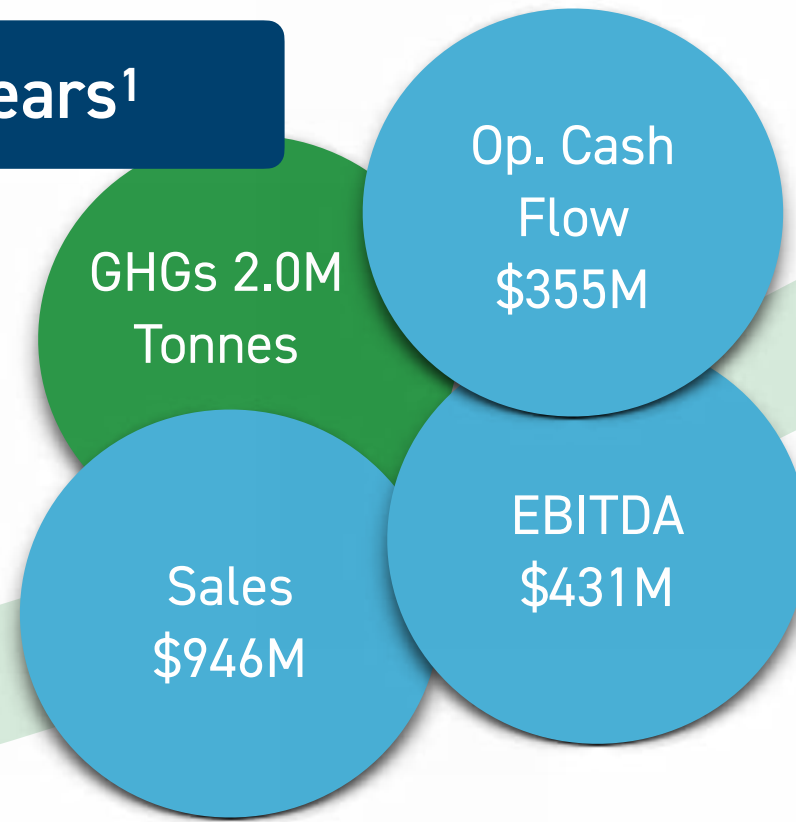 ears¹
Op. Cash
Flow
$355M
GHGs 2.0M
Tonnes
EBITDA
$431M
Sales
$946M